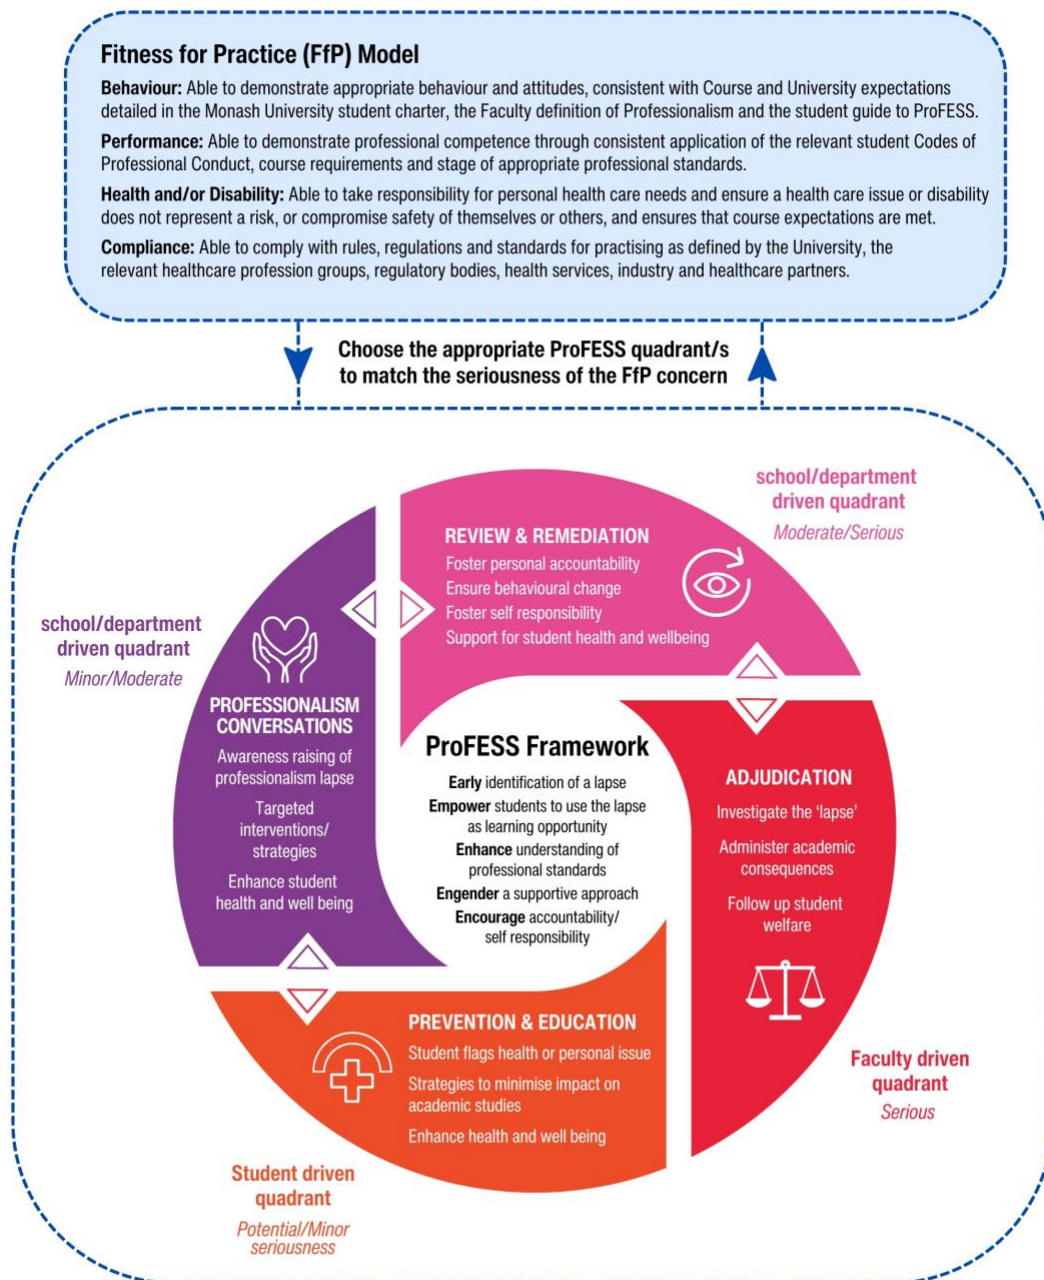 Fitness for Practice (FfP) Model
Behaviour: Able to demonstrate appropriate behaviour and attitudes, consistent with Course and University expectations
detailed in the Monash University student charter, the Faculty definition of Professionalism and the student guide to ProFESS.
Performance: Able to demonstrate professional competence through consistent application of the relevant student Codes of
Professional Conduct, course requirements and stage of appropriate professional standards.
Health and/or Disability: Able to take responsibility for personal health care needs and ensure a health care issue or disability
does not represent a risk, or compromise safety of themselves or others, and ensures that course expectations are met.
Compliance: Able to comply with rules, regulations and standards for practising as defined by the University, the
relevant healthcare profession groups, regulatory bodies, health services, industry and healthcare partners.
Choose the appropriate ProFESS quadrant/s
to match the seriousness of the FfP concern
school/department
driven quadrant
Moderate/Serious
REVIEW & REMEDIATION
Foster personal accountability
Ensure behavioural change
Foster self responsibility
Support for student health and wellbeing
school/department
driven quadrant
Minor/Moderate
PROFESSIONALISM
CONVERSATIONS
Awareness raising of
professionalism lapse
Targeted
interventions/
strategies
Enhance student
health and well being
ProFESS Framework
Early identification of a lapse
Empower students to use the lapse
as learning opportunity
Enhance understanding of
professional standards
Engender a supportive approach
Encourage accountability/
self responsibility
ADJUDICATION
Investigate the ‘lapse’
Administer academic
consequences
Follow up student
welfare
Faculty driven
quadrant
Serious
PREVENTION & EDUCATION
Student flags health or personal issue
Strategies to minimise impact on
academic studies
Enhance health and well being
Student driven
quadrant
Potential/Minor
seriousness